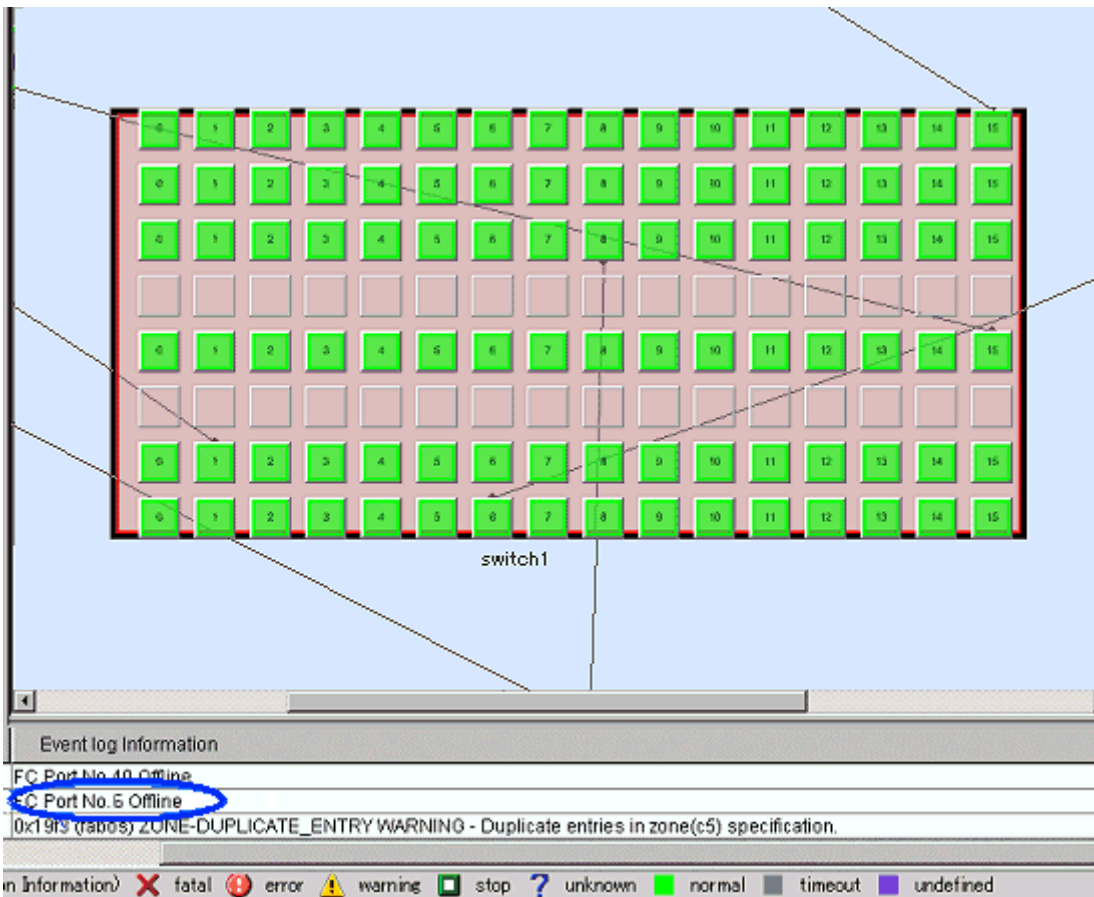 0 1 2 3 4 5 6 7 8 9 10 11 12 13 14 15
0 1 2 3 4 5 6 7 8 9 10 11 12 13 14 15
0 1 2 3 4 5 6 7 8 9 10 11 12 13 14 15
0 1 2 3 4 5 6 7 8 9 10 11 12 13 14 15
0 1 2 3 4 5 6 7 8 9 10 11 12 13 14 15
0 1 2 3 4 5 6 7 8 9 10 11 12 13 14 15
switch1
Event log Information
FC Port No.40 Offline
FC Port No.6 Offline
0x19f3 (fabos) ZONE-DUPLICATE_ENTRY WARNING - Duplicate entries in zone(c5) specification.
on Information) fatal error warning stop unknown normal timeout undefined